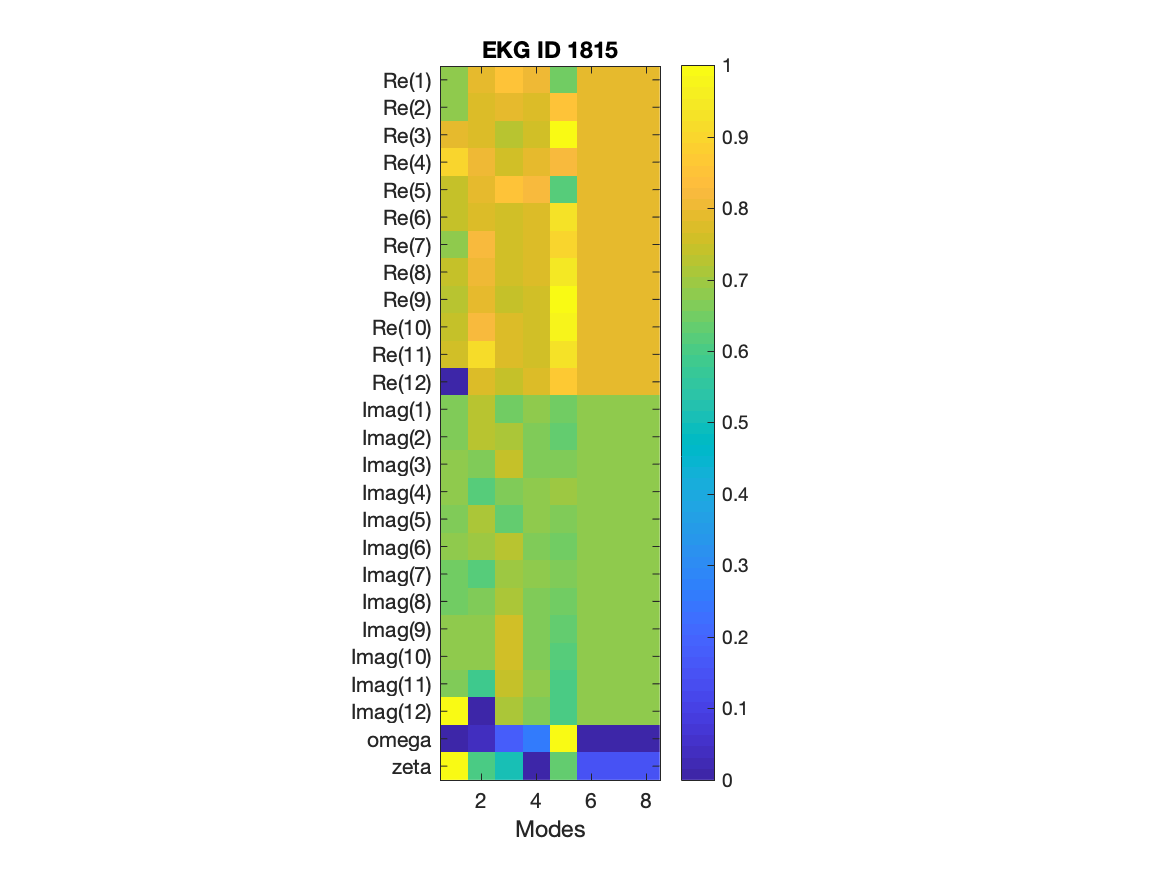 EKG ID 1815
Re(1)
Re(2)
Re(3)
Re(4)
Re(5)
Re(6)
Re(7)
Re(8)
Re(9)
Re(10)
Re(11)
Re(12)
Imag(1)
Imag(2)
Imag(3)
Imag(4)
Imag(5)
Imag(6)
Imag(7)
Imag(8)
Imag(9)
Imag(10)
Imag(11)
Imag(12)
omega
zeta
2 4 6 8
Modes
1
0.9
0.8
0.7
0.6
0.5
0.4
0.3
0.2
0.1
0